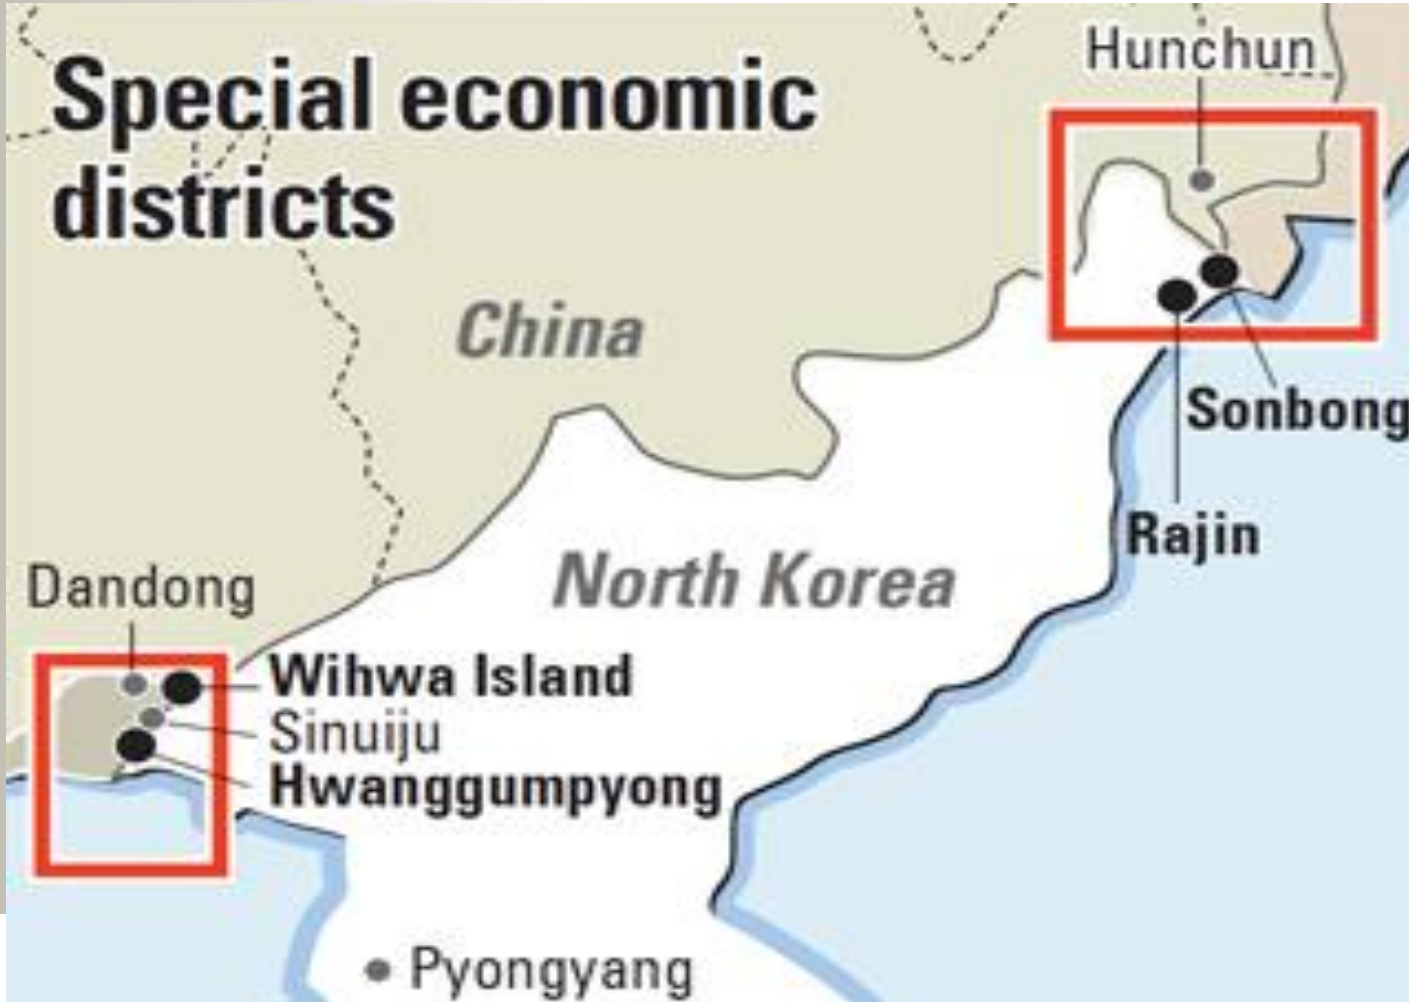 Special economic
districts
Hunchun
China
Sonbong
Rajin
North Korea
Dandong
Wihwa Island
Sinuiju
Hwanggumpyong
Pyongyang